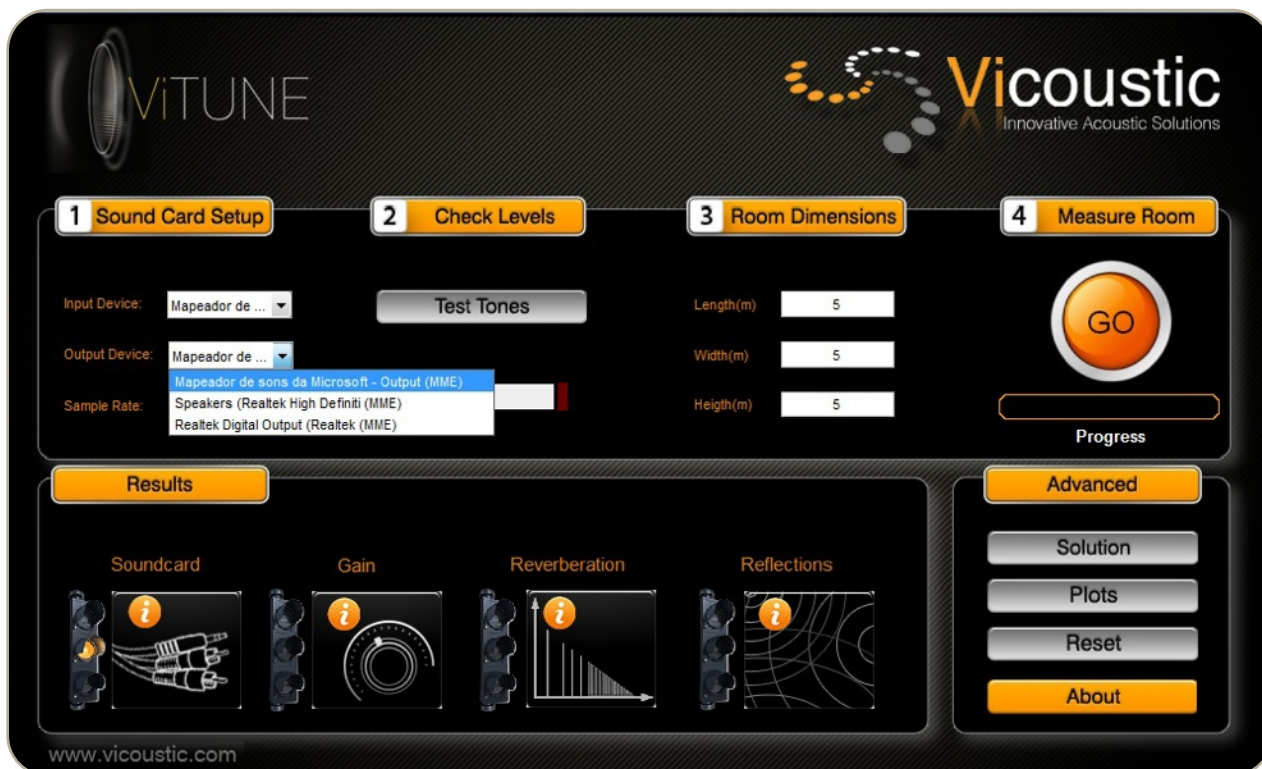 ViTUNE
Vicoustic
Innovative Acoustic Solutions
1 Sound Card Setup
2 Check Levels
3 Room Dimensions
4 Measure Room
Input Device:
Mapeador de ...
Test Tones
Length(m)
5
GO
Output Device:
Mapeador de ...
Width(m)
5
Mapeador de sons da Microsoft - Output (MME)
Speakers (Realtek High Definiti (MME)
Realtek Digital Output (Realtek (MME)
Sample Rate:
Heigth(m)
5
Progress
Results
Advanced
Soundcard
Gain
Reverberation
Reflections
i
i
i
i
Solution
Plots
Reset
About
www.vicoustic.com